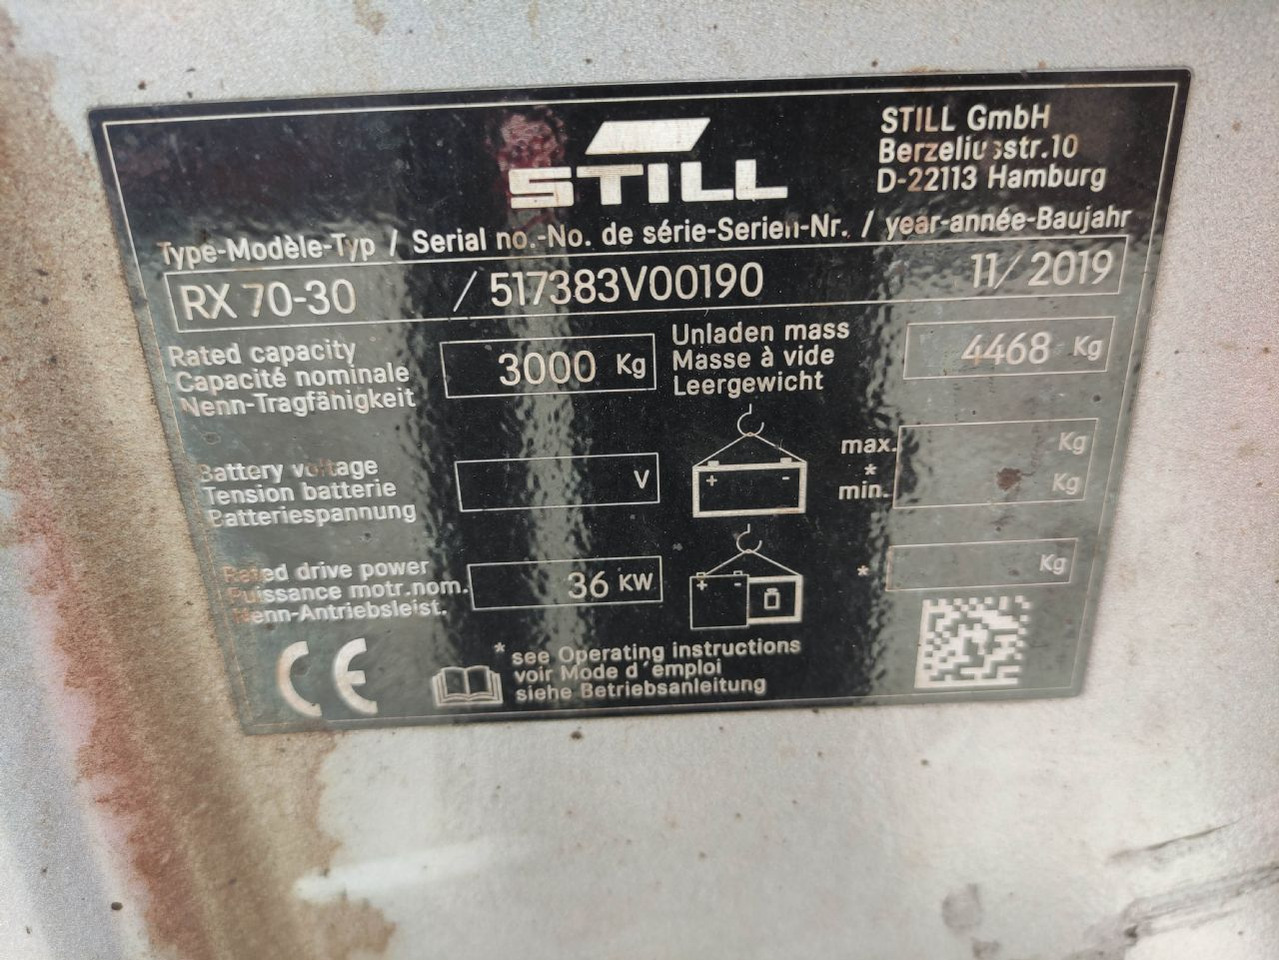 STILL
STILL GmbH
Berzeliusstr.10
D-22113 Hamburg
Type-Modèle-Typ / Serial no.-No. de série-Serien-Nr. / year-année-Baujahr
RX 70-30 / 517383V00190 11/2019
Rated capacity
Capacité nominale
Nenn-Tragfähigkeit
3000 Kg
Unladen mass
Masse à vide
Leergewicht
4468 Kg
Battery voltage
Tension batterie
Batteriespannung
V
+ -
max.
*
min.
Kg
Kg
Rated drive power
Puissance motr.nom.
Nenn-Antriebsleist.
36 KW
+ -
*
Kg
CE
* see Operating instructions
voir Mode d'emploi
siehe Betriebsanleitung